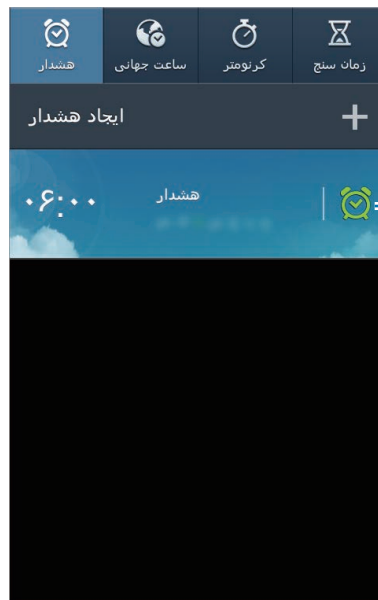 هشدار
ساعت جهانی
کرنومتر
زمان سنج
ایجاد هشدار
۰۶:۰۰
هشدار